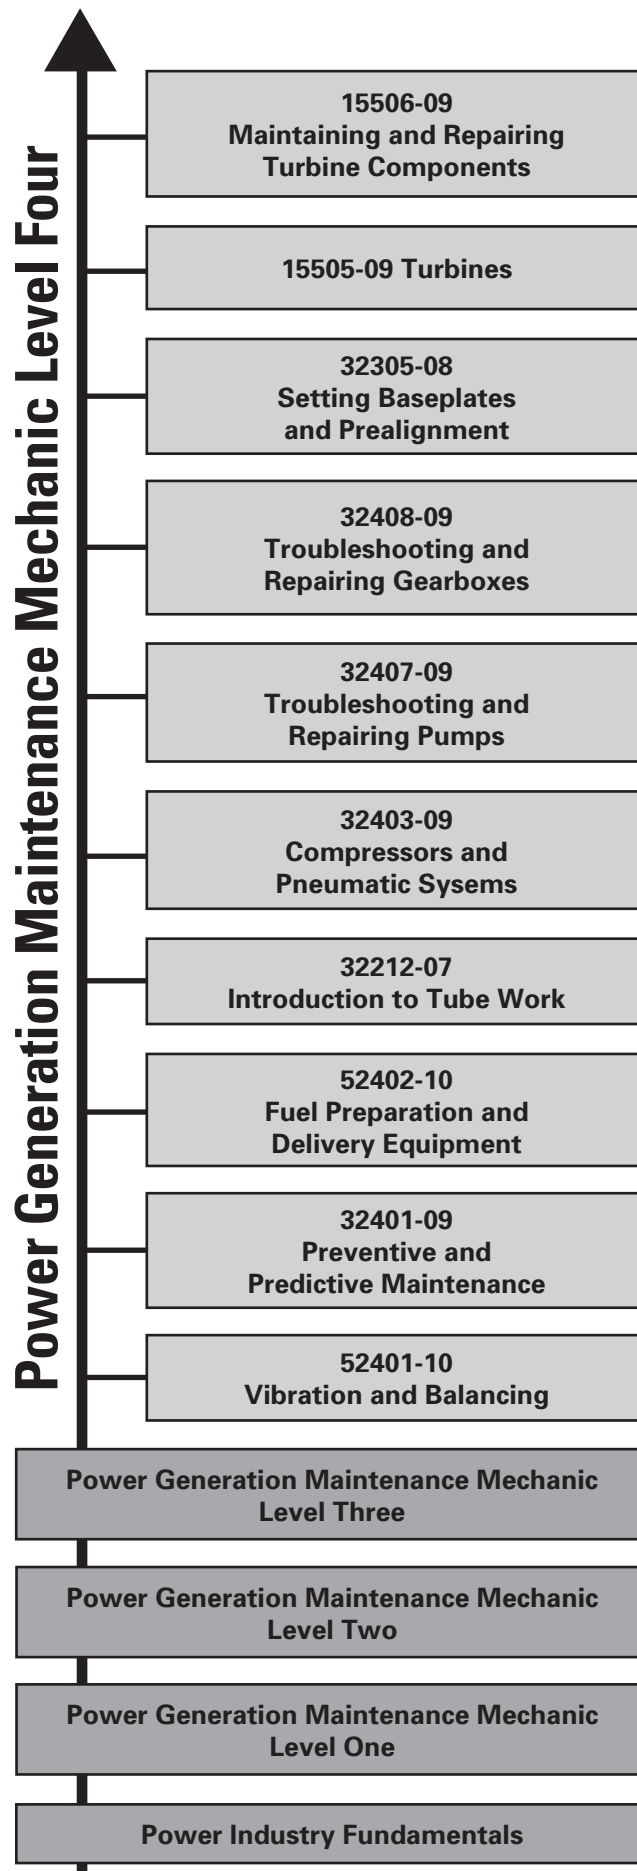 Power Generation Maintenance Mechanic Level Four
15506-09
Maintaining and Repairing
Turbine Components
15505-09 Turbines
32305-08
Setting Baseplates
and Prealignment
32408-09
Troubleshooting and
Repairing Gearboxes
32407-09
Troubleshooting and
Repairing Pumps
32403-09
Compressors and
Pneumatic Sysems
32212-07
Introduction to Tube Work
52402-10
Fuel Preparation and
Delivery Equipment
32401-09
Preventive and
Predictive Maintenance
52401-10
Vibration and Balancing
Power Generation Maintenance Mechanic
Level Three
Power Generation Maintenance Mechanic
Level Two
Power Generation Maintenance Mechanic
Level One
Power Industry Fundamentals